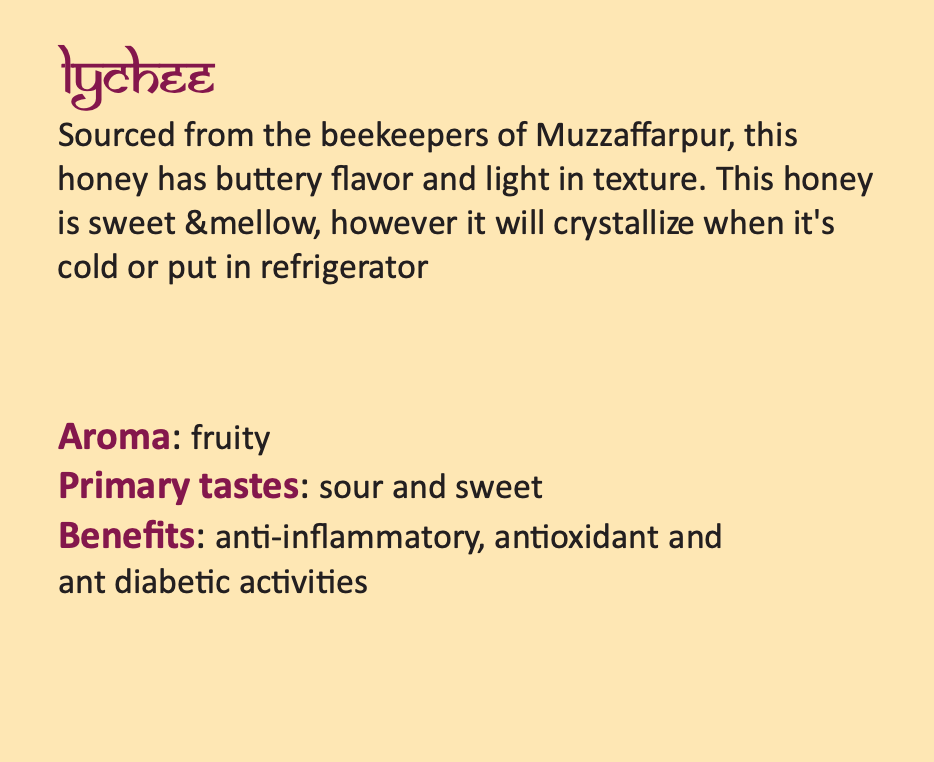 lychee
Sourced from the beekeepers of Muzzaffarpur, this
honey has buttery flavor and light in texture. This honey
is sweet &mellow, however it will crystallize when it's
cold or put in refrigerator
Aroma: fruity
Primary tastes: sour and sweet
Benefits: anti-inflammatory, antioxidant and
ant diabetic activities